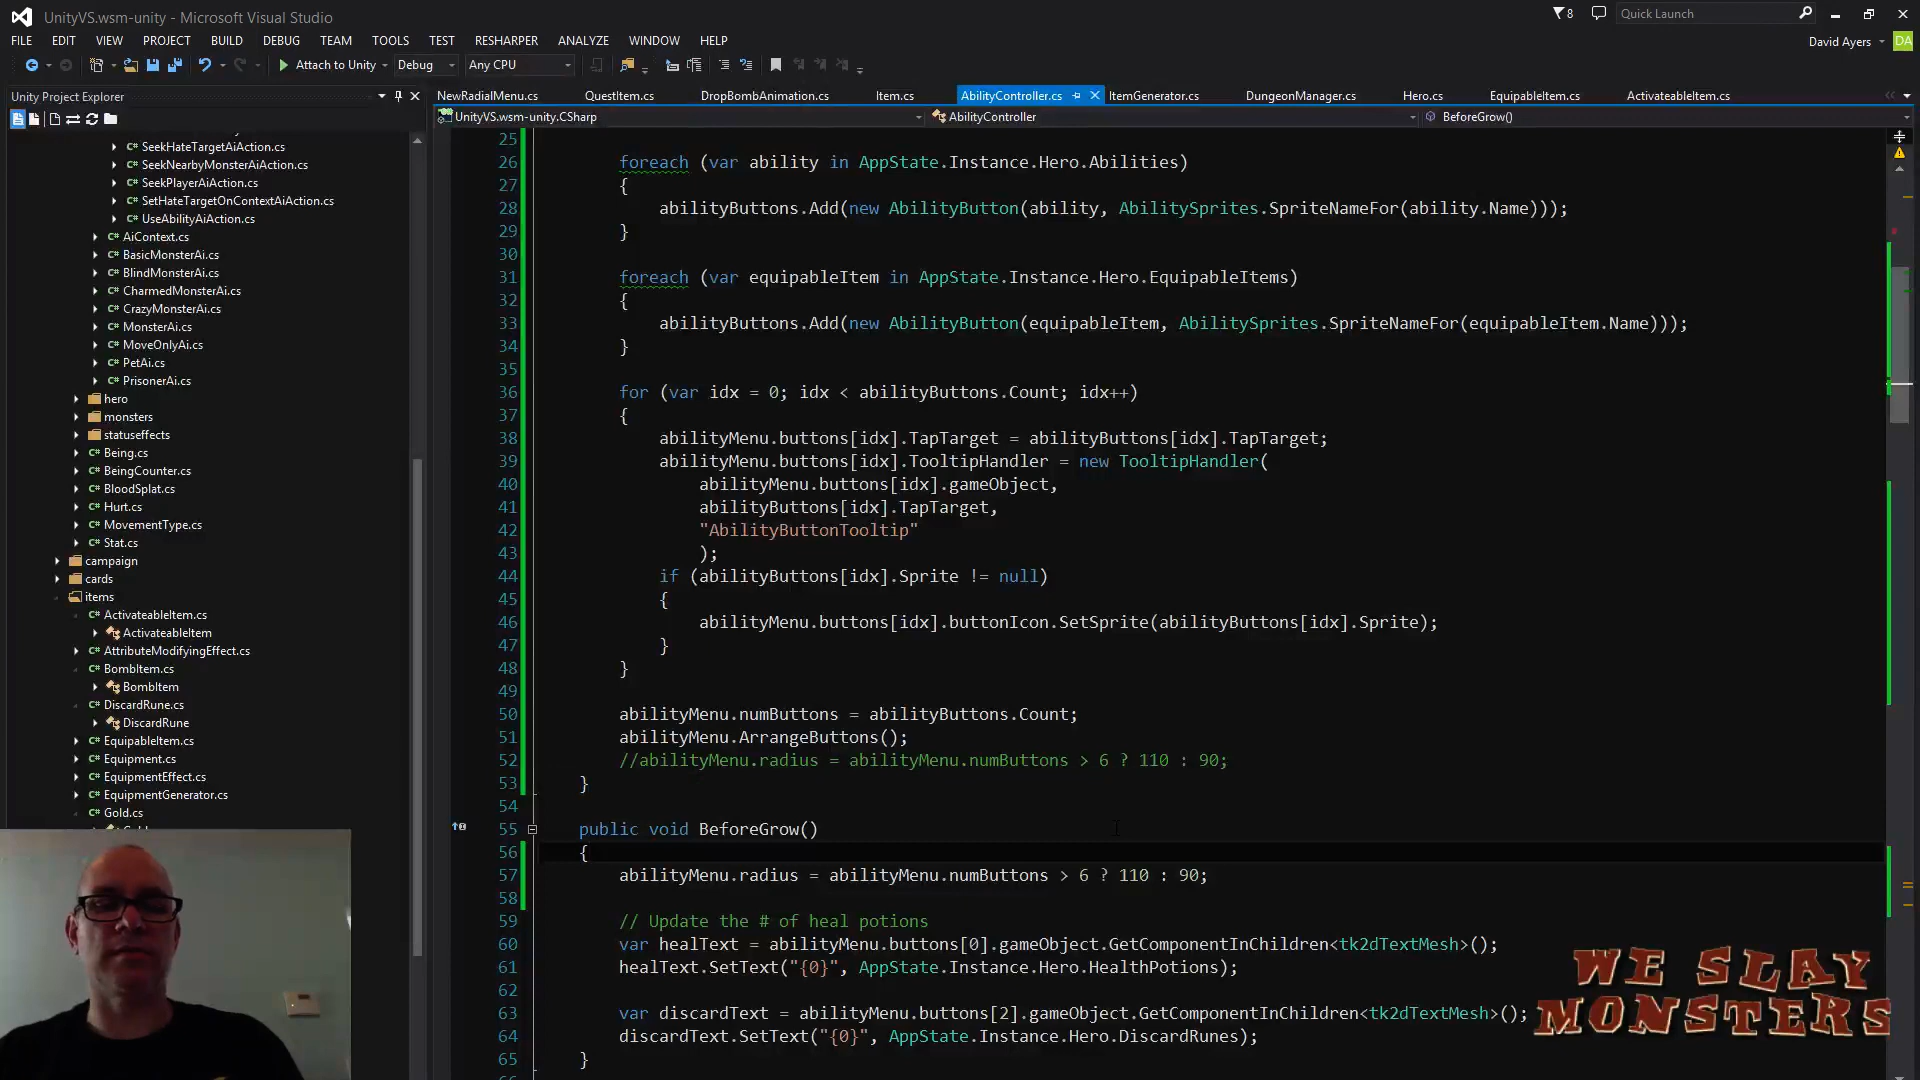 UnityVS.wsm-unity - Microsoft Visual Studio
8
Quick Launch
FILE EDIT VIEW PROJECT BUILD DEBUG TEAM TOOLS TEST RESHARPER ANALYZE WINDOW HELP
David Ayers DA
Attach to Unity Debug Any CPU
Unity Project Explorer
NewRadialMenu.cs QuestItem.cs DropBombAnimation.cs Item.cs AbilityController.cs ItemGenerator.cs DungeonManager.cs Hero.cs EquipableItem.cs ActivateableItem.cs
UnityVS.wsm-unity.CSharp AbilityController BeforeGrow()
SeekHateTargetAiAction.cs
SeekNearbyMonsterAiAction.cs
SeekPlayerAiAction.cs
SetHateTargetOnContextAiAction.cs
UseAbilityAiAction.cs
AiContext.cs
BasicMonsterAi.cs
BlindMonsterAi.cs
CharmedMonsterAi.cs
CrazyMonsterAi.cs
MonsterAi.cs
MoveOnlyAi.cs
PetAi.cs
PrisonerAi.cs
hero
monsters
statuseffects
Being.cs
BeingCounter.cs
BloodSplat.cs
Hurt.cs
MovementType.cs
Stat.cs
campaign
cards
items
ActivateableItem.cs
ActivateableItem
AttributeModifyingEffect.cs
BombItem.cs
BombItem
DiscardRune.cs
DiscardRune
EquipableItem.cs
Equipment.cs
EquipmentEffect.cs
EquipmentGenerator.cs
Gold.cs
25
26 foreach (var ability in AppState.Instance.Hero.Abilities)
27 {
28 abilityButtons.Add(new AbilityButton(ability, AbilitySprites.SpriteNameFor(ability.Name)));
29 }
30
31 foreach (var equipableItem in AppState.Instance.Hero.EquipableItems)
32 {
33 abilityButtons.Add(new AbilityButton(equipableItem, AbilitySprites.SpriteNameFor(equipableItem.Name)));
34 }
35
36 for (var idx = 0; idx < abilityButtons.Count; idx++)
37 {
38 abilityMenu.buttons[idx].TapTarget = abilityButtons[idx].TapTarget;
39 abilityMenu.buttons[idx].TooltipHandler = new TooltipHandler(
40 abilityMenu.buttons[idx].gameObject,
41 abilityButtons[idx].TapTarget,
42 "AbilityButtonTooltip"
43 );
44 if (abilityButtons[idx].Sprite != null)
45 {
46 abilityMenu.buttons[idx].buttonIcon.SetSprite(abilityButtons[idx].Sprite);
47 }
48 }
49
50 abilityMenu.numButtons = abilityButtons.Count;
51 abilityMenu.ArrangeButtons();
52 //abilityMenu.radius = abilityMenu.numButtons > 6 ? 110 : 90;
53 }
54
55 public void BeforeGrow()
56 {
57 abilityMenu.radius = abilityMenu.numButtons > 6 ? 110 : 90;
58
59 // Update the # of heal potions
60 var healText = abilityMenu.buttons[0].gameObject.GetComponentInChildren<tk2dTextMesh>();
61 healText.SetText("{0}", AppState.Instance.Hero.HealthPotions);
62
63 var discardText = abilityMenu.buttons[2].gameObject.GetComponentInChildren<tk2dTextMesh>();
64 discardText.SetText("{0}", AppState.Instance.Hero.DiscardRunes);
65 }
WE SLAY
MONSTERS